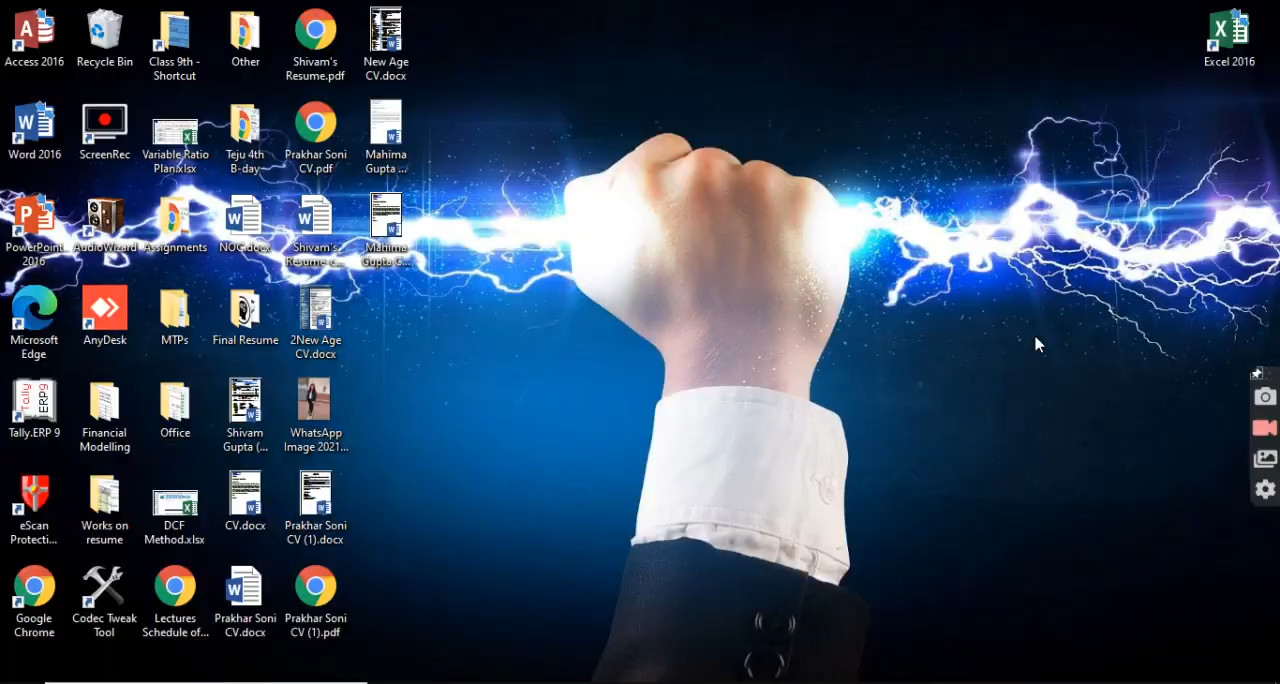 Access 2016
Recycle Bin
Class 9th -
Shortcut
Other
Shivam's
Resume.pdf
New Age
CV.docx
Excel 2016
Word 2016
ScreenRec
Variable Ratio
Plan.xlsx
Teju 4th
B-day
Prakhar Soni
CV.pdf
Mahima
Gupta ...
PowerPoint
2016
AudioWizard
Assignments
NOC.docx
Shivam's
Resume-c...
Mahima
Gupta C...
Microsoft
Edge
AnyDesk
MTPs
Final Resume
2New Age
CV.docx
Tally.ERP 9
Financial
Modelling
Office
Shivam
Gupta (...
WhatsApp
Image 2021...
eScan
Protecti...
Works on
resume
DCF
Method.xlsx
CV.docx
Prakhar Soni
CV (1).docx
Google
Chrome
Codec Tweak
Tool
Lectures
Schedule of...
Prakhar Soni
CV.docx
Prakhar Soni
CV (1).pdf